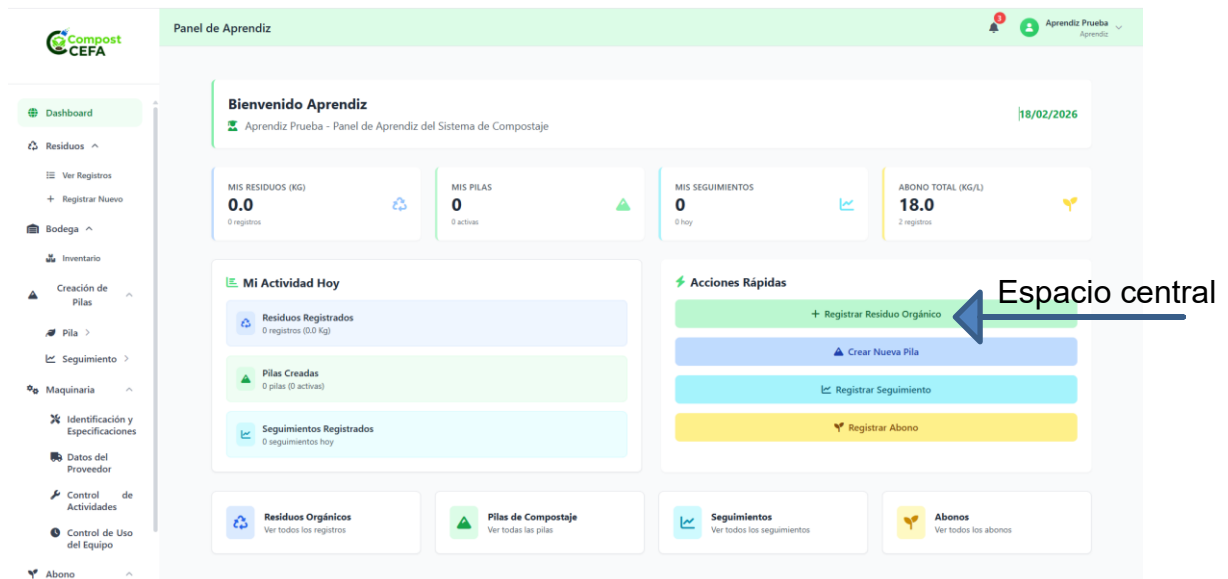 Compost
CEFA
Panel de Aprendiz
3
Aprendiz Prueba
Aprendiz
Dashboard
Residuos
Ver Registros
Registrar Nuevo
Bodega
Inventario
Creación de
Pilas
Pila
Seguimiento
Maquinaria
Identificación y
Especificaciones
Datos del
Proveedor
Control de
Actividades
Control de Uso
del Equipo
Abono
Bienvenido Aprendiz
Aprendiz Prueba - Panel de Aprendiz del Sistema de Compostaje
18/02/2026
MIS RESIDUOS (KG)
0.0
0 registros
MIS PILAS
0
0 activas
MIS SEGUIMIENTOS
0
0 hoy
ABONO TOTAL (KG/L)
18.0
2 registros
Mi Actividad Hoy
Residuos Registrados
0 registros (0.0 Kg)
Pilas Creadas
0 pilas (0 activas)
Seguimientos Registrados
0 seguimientos hoy
Acciones Rápidas
+ Registrar Residuo Orgánico
Crear Nueva Pila
Registrar Seguimiento
Registrar Abono
Espacio central
Residuos Orgánicos
Ver todos los registros
Pilas de Compostaje
Ver todas las pilas
Seguimientos
Ver todos los seguimientos
Abonos
Ver todos los abonos